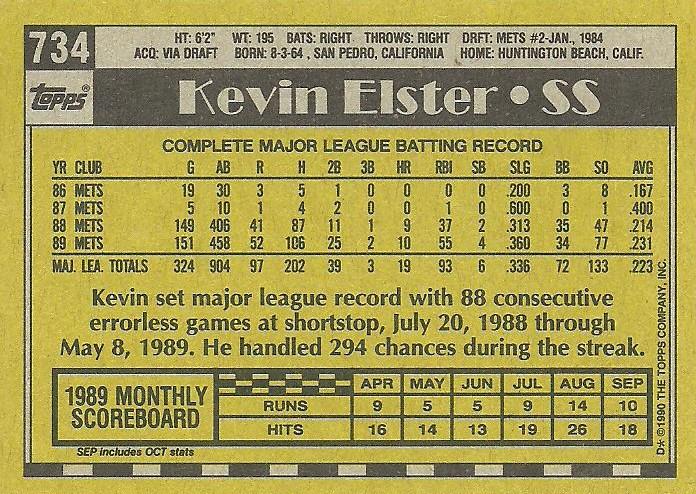 734
HT: 6'2" WT: 195 BATS: RIGHT THROWS: RIGHT DRFT: METS #2-JAN., 1984
ACQ: VIA DRAFT BORN: 8-3-64 , SAN PEDRO, CALIFORNIA HOME: HUNTINGTON BEACH, CALIF.
topps®
Kevin Elster • SS
COMPLETE MAJOR LEAGUE BATTING RECORD
YR CLUB G AB R H 2B 3B HR RBI SB SLG BB SO AVG
86 METS 19 30 3 5 1 0 0 0 0 .200 3 8 .167
87 METS 5 10 1 4 2 0 0 1 0 .600 0 1 .400
88 METS 149 406 41 87 11 1 9 37 2 .313 35 47 .214
89 METS 151 458 52 106 25 2 10 55 4 .360 34 77 .231
MAJ. LEA. TOTALS 324 904 97 202 39 3 19 93 6 .336 72 133 .223
Kevin set major league record with 88 consecutive
errorless games at shortstop, July 20, 1988 through
May 8, 1989. He handled 294 chances during the streak.
1989 MONTHLY
SCOREBOARD
APR MAY JUN JUL AUG SEP
RUNS 9 5 5 9 14 10
HITS 16 14 13 19 26 18
SEP includes OCT stats
D* ©1990 THE TOPPS COMPANY, INC.